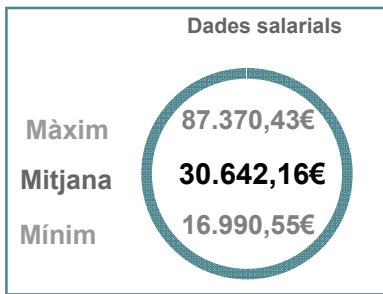 Dades salarials
Màxim 87.370,43€
Mitjana 30.642,16€
Mínim 16.990,55€